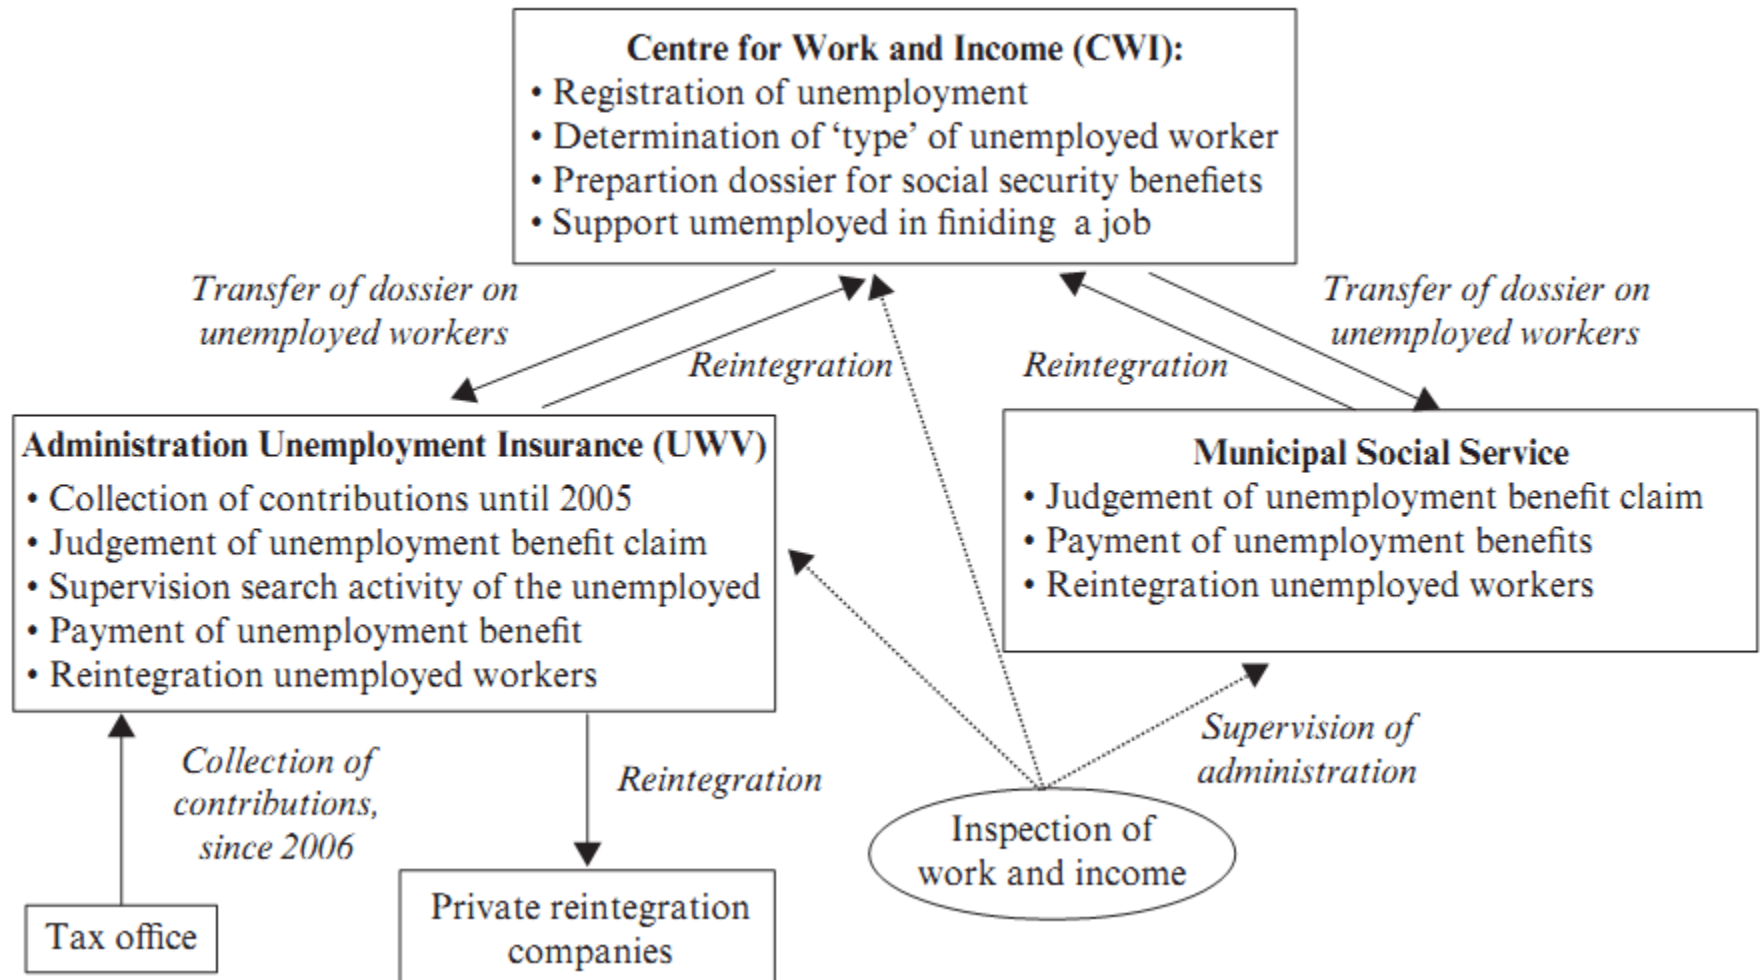 Centre for Work and Income (CWI):
• Registration of unemployment
• Determination of ‘type’ of unemployed worker
• Prepartion dossier for social security benefiets
• Support umemployed in finiding a job
Transfer of dossier on
unemployed workers
Reintegration
Reintegration
Transfer of dossier on
unemployed workers
Administration Unemployment Insurance (UWV)
• Collection of contributions until 2005
• Judgement of unemployment benefit claim
• Supervision search activity of the unemployed
• Payment of unemployment benefit
• Reintegration unemployed workers
Municipal Social Service
• Judgement of unemployment benefit claim
• Payment of unemployment benefits
• Reintegration unemployed workers
Collection of
contributions,
since 2006
Reintegration
Supervision of
administration
Inspection of
work and income
Tax office
Private reintegration
companies